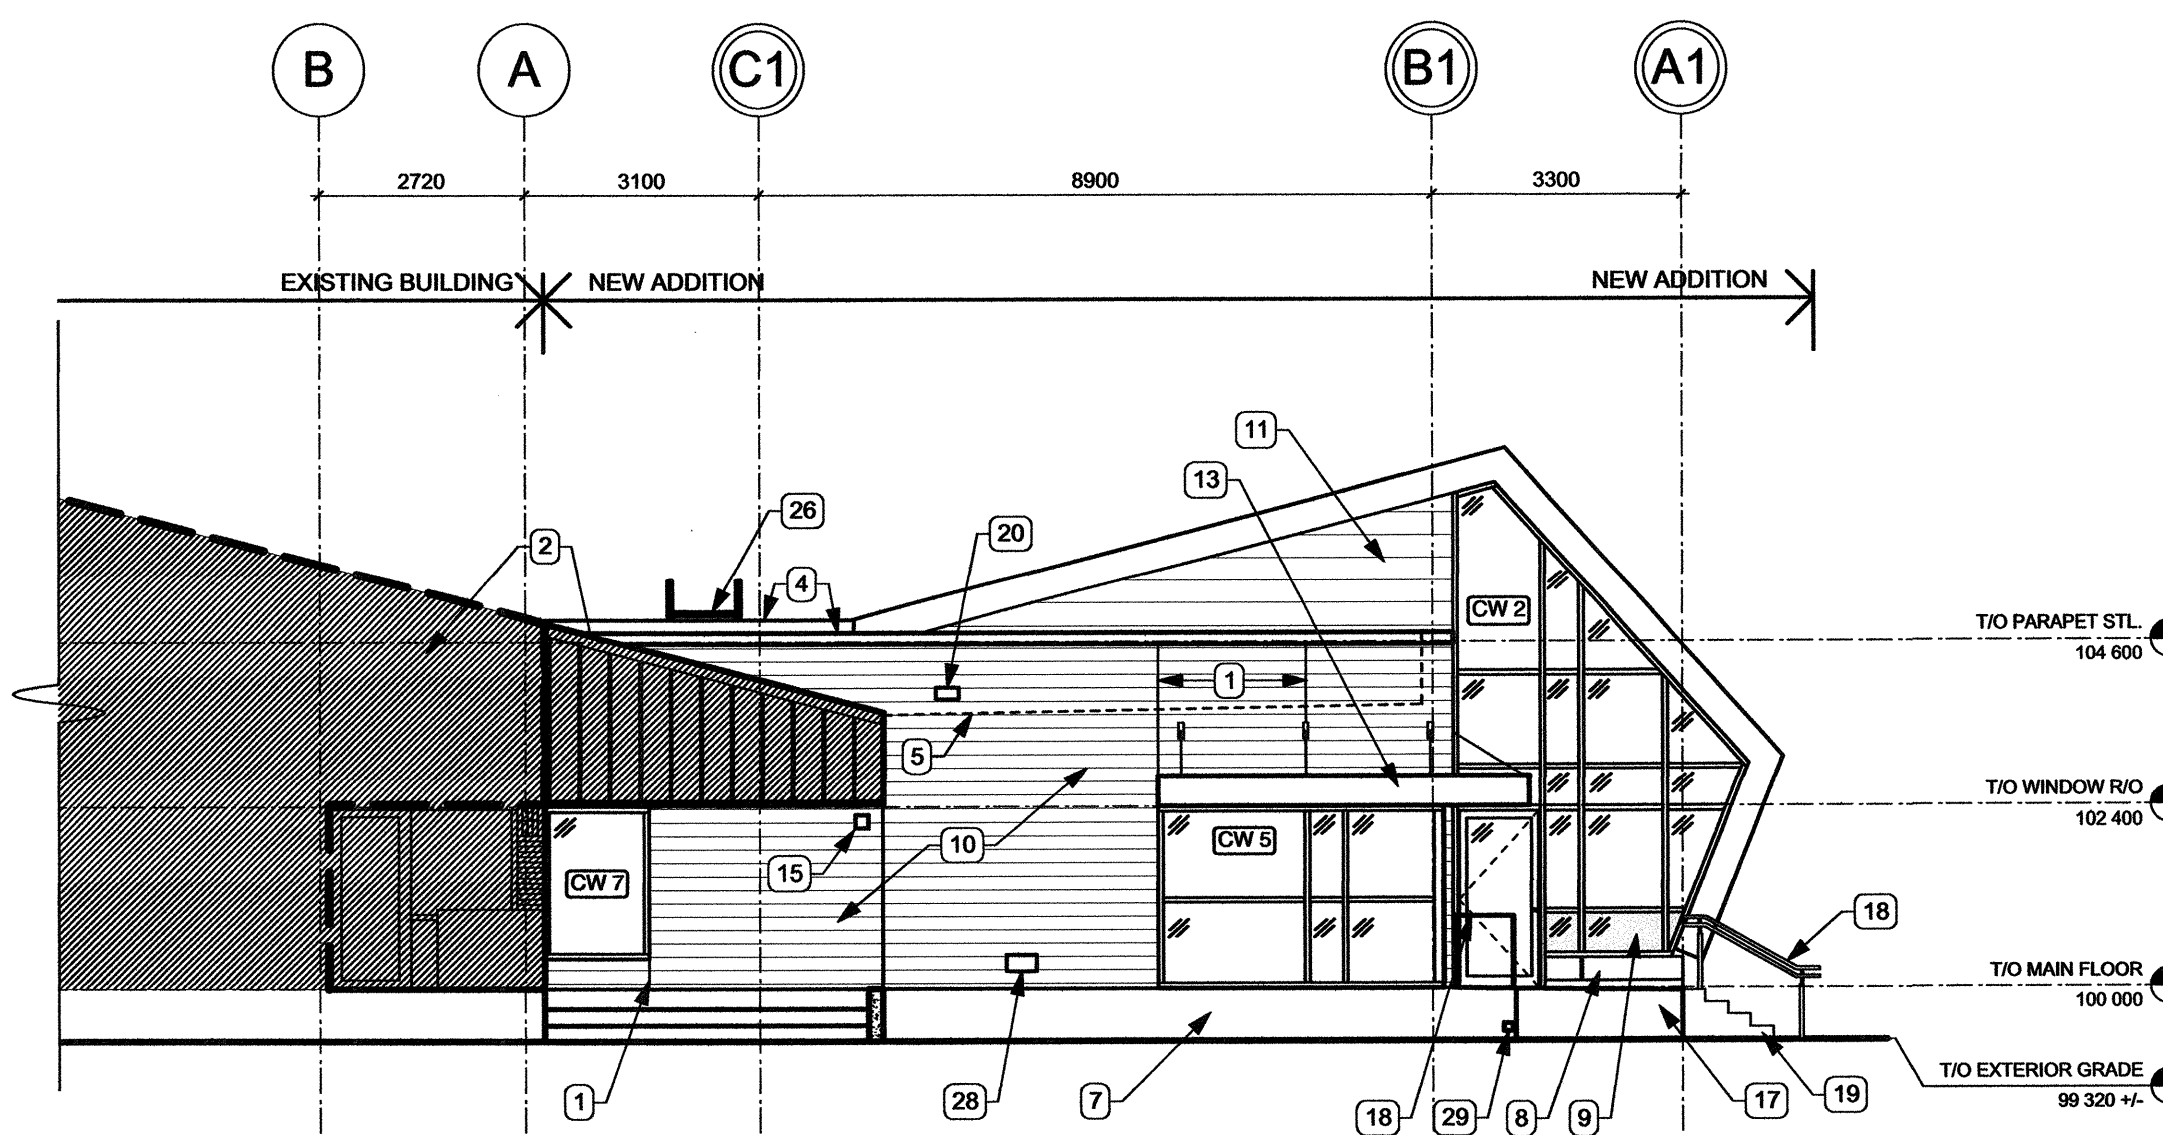 B
A
C1
B1
A1
2720
3100
8900
3300
EXISTING BUILDING
NEW ADDITION
NEW ADDITION
11
13
26
20
2
4
CW 2
T/O PARAPET STL.
104 600
1
5
T/O WINDOW R/O
102 400
CW 5
10
15
CW 7
18
T/O MAIN FLOOR
100 000
T/O EXTERIOR GRADE
99 320 +/-
1
28
7
18
29
8
9
17
19